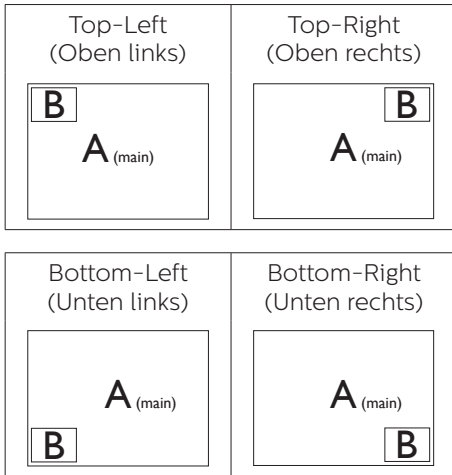 Top-Left
(Oben links)
B
A (main)
Top-Right
(Oben rechts)
B
A (main)
Bottom-Left
(Unten links)
A (main)
B
Bottom-Right
(Unten rechts)
A (main)
B